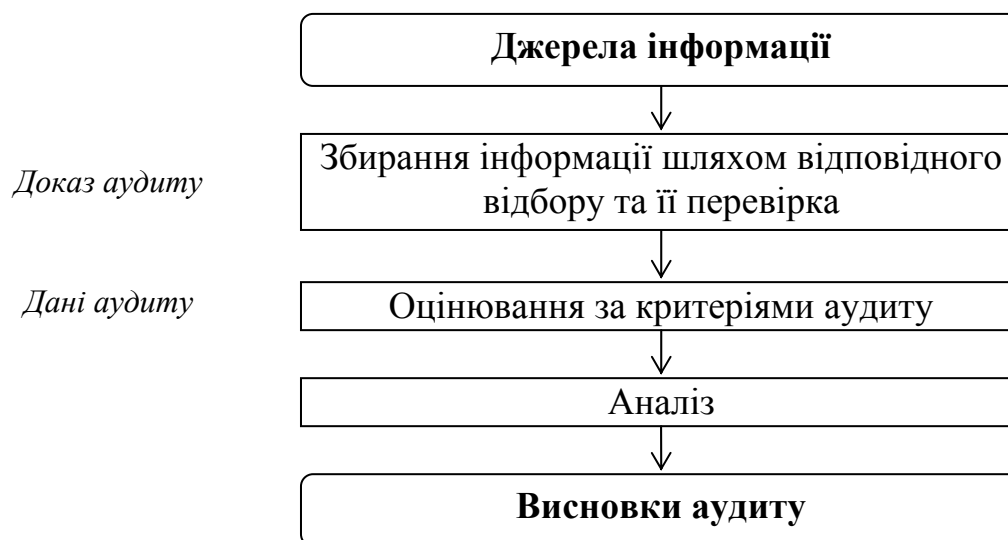 Джерела інформації
Збирання інформації шляхом відповідного
Доказ аудиту
відбору та її перевірка
Дані аудиту
Оцінювання за критеріями аудиту
Аналіз
Висновки аудиту